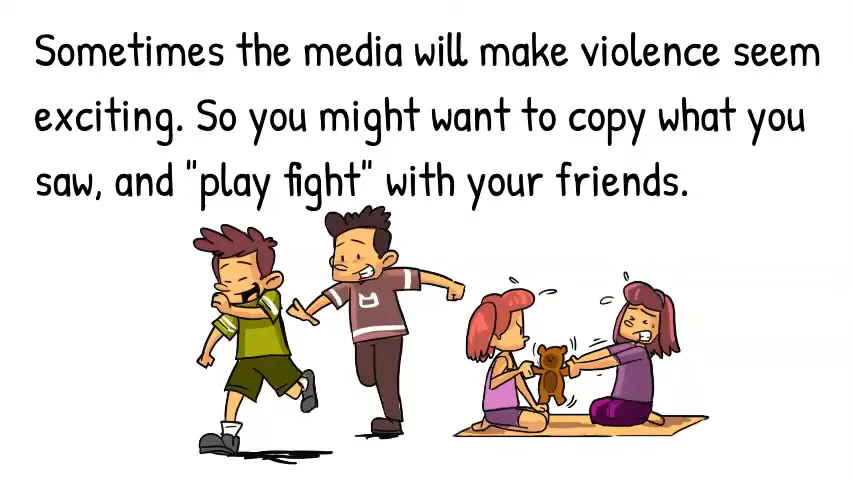 Sometimes the media will make violence seem
exciting. So you might want to copy what you
saw, and "play fight" with your friends.